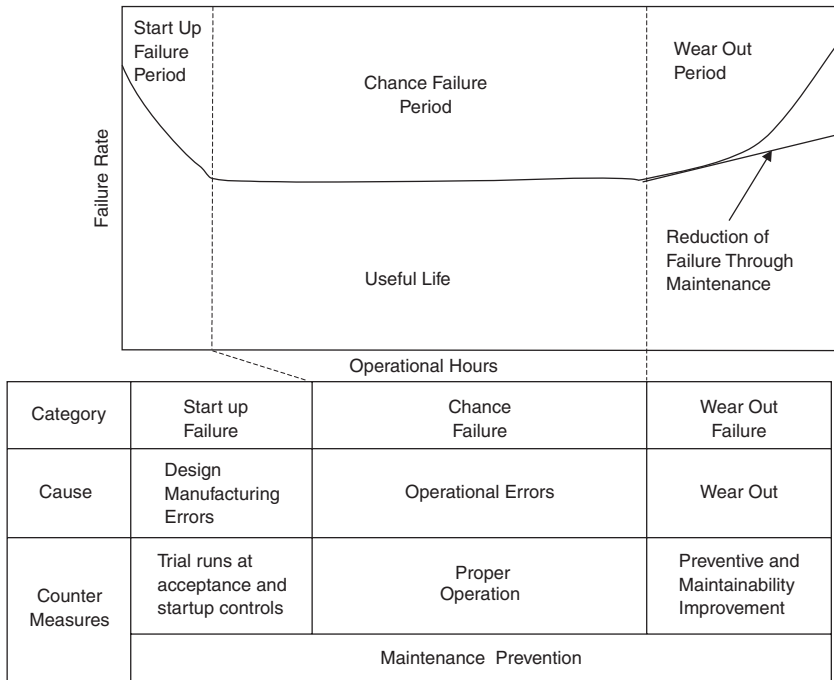 Start Up
Failure
Period
Chance Failure
Period
Wear Out
Period
Failure Rate
Reduction of
Failure Through
Maintenance
Useful Life
Operational Hours
Category
Start up
Failure
Chance
Failure
Wear Out
Failure
Cause
Design
Manufacturing
Errors
Operational Errors
Wear Out
Counter
Measures
Trial runs at
acceptance and
startup controls
Proper
Operation
Preventive and
Maintainability
Improvement
Maintenance Prevention